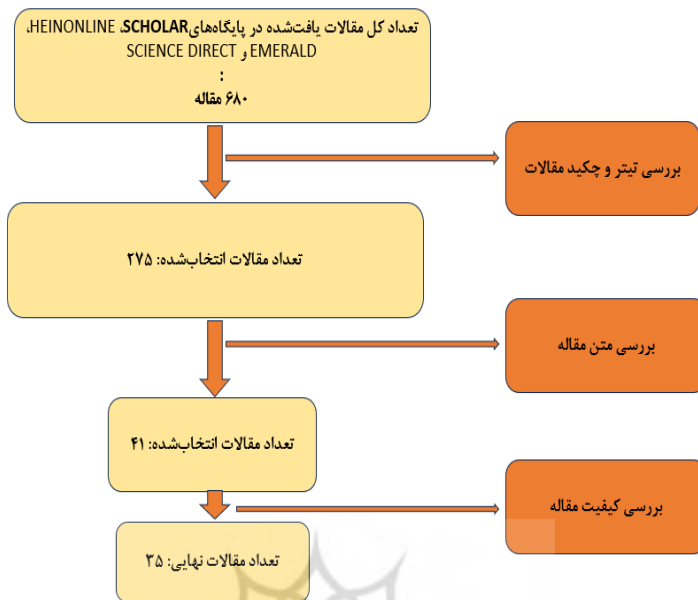 تعداد کل مقالات یافت‌شده در پایگاه‌های SCHOLAR، HEINONLINE،
EMERALD و SCIENCE DIRECT
:
۶۸۰ مقاله
بررسی تیتر و چکید مقالات
تعداد مقالات انتخاب‌شده: ۲۷۵
بررسی متن مقاله
تعداد مقالات انتخاب‌شده: ۴۱
بررسی کیفیت مقاله
تعداد مقالات نهایی: ۳۵